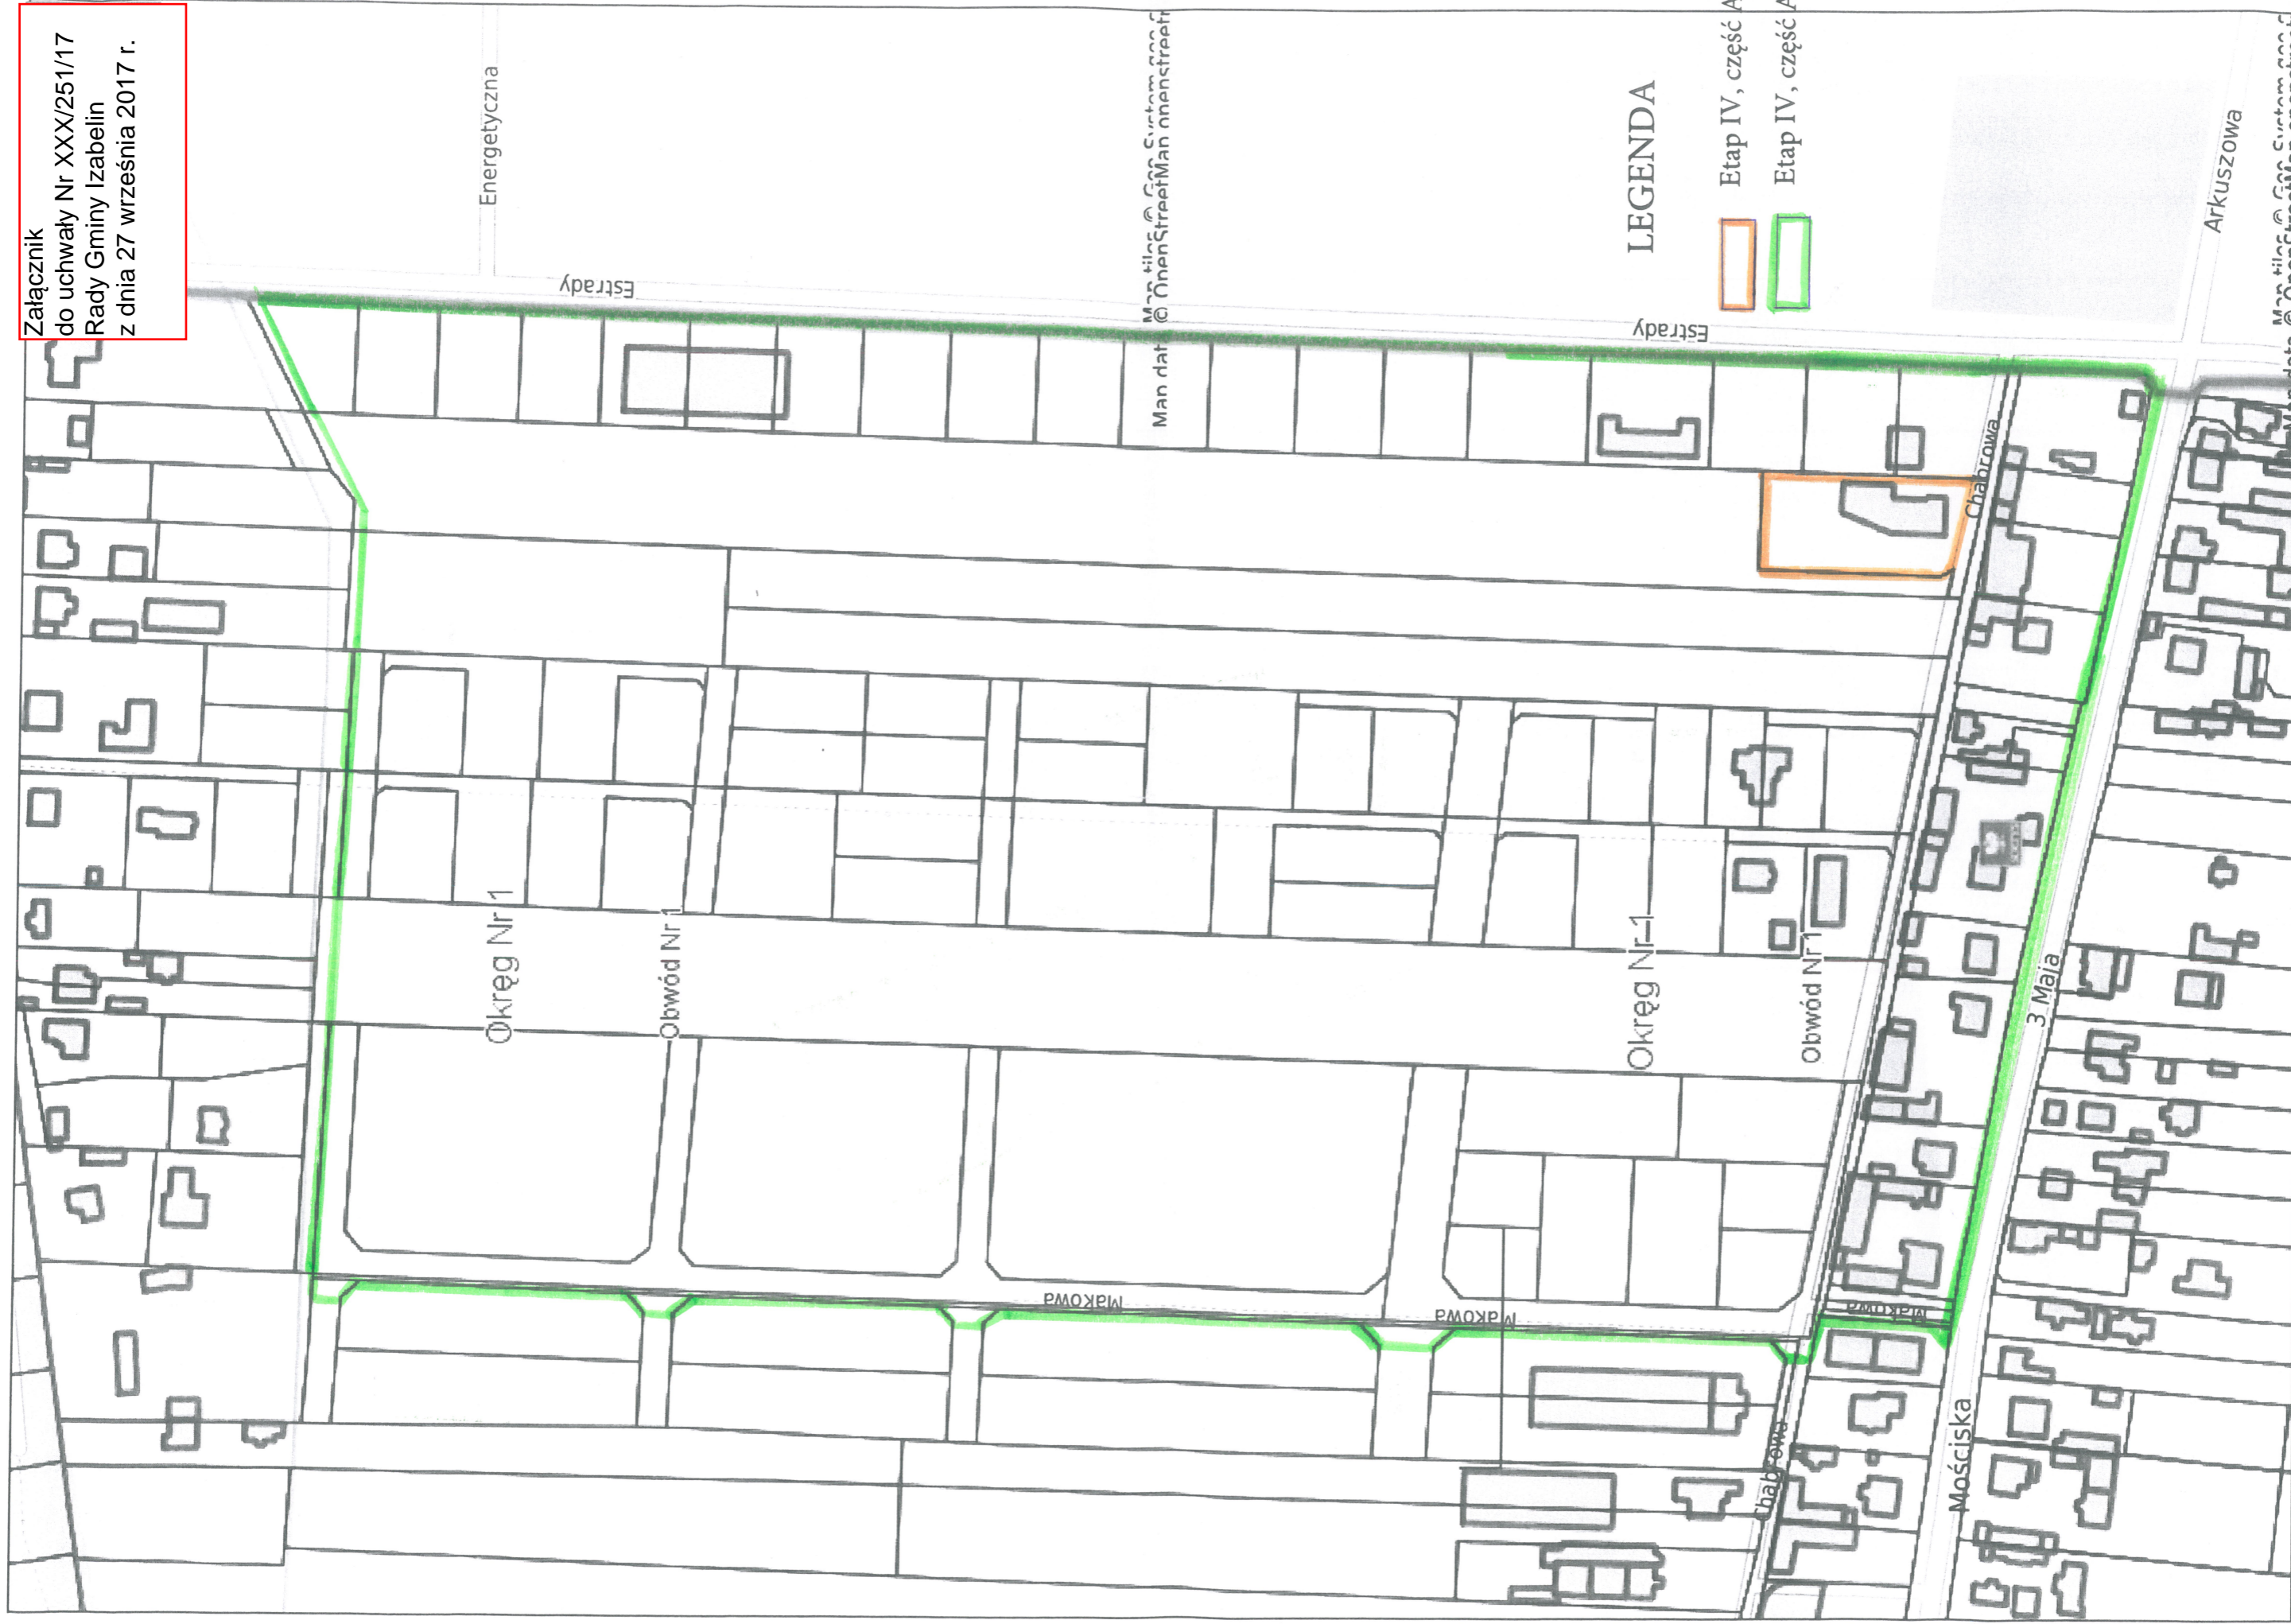 Załącznik
do uchwały Nr XXX/251/17
Rady Gminy Izabelin
z dnia 27 września 2017 r.
Energetyczna
Estrady
Estrady
Arkuszowa
LEGENDA
Etap IV, część A
Etap IV, część A
Chabrowa
Okręg Nr 1
Obwód Nr 1
Okręg Nr 1
Obwód Nr 1
3 Maja
Makowa
Makowa
Makowa
Chabrowa
Mościska